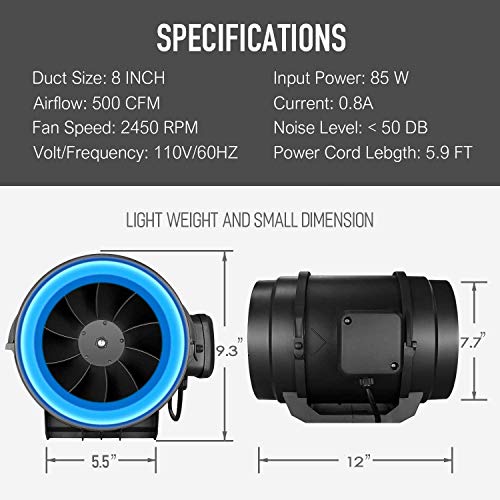 SPECIFICATIONS
Duct Size: 8 INCH
Airflow: 500 CFM
Fan Speed: 2450 RPM
Volt/Frequency: 110V/60HZ
Input Power: 85 W
Current: 0.8A
Noise Level: < 50 DB
Power Cord Lebgth: 5.9 FT
LIGHT WEIGHT AND SMALL DIMENSION
9.3”
7.7”
5.5”
12”